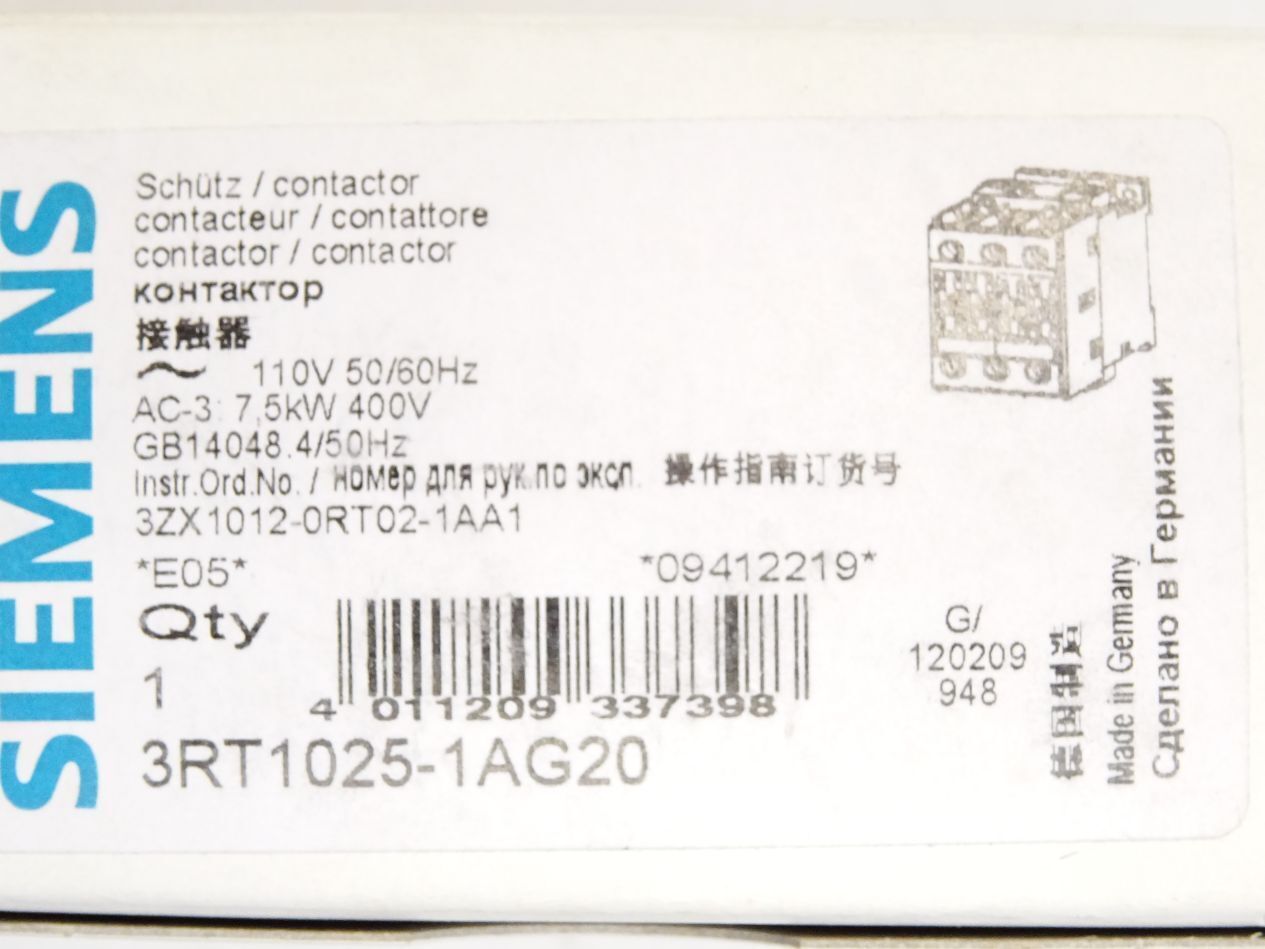 SIEMENS
Schütz / contactor
contacteur / contattore
contactor / contactor
контактор
接触器
~ 110V 50/60Hz
AC-3: 7,5kW 400V
GB14048.4/50Hz
Instr.Ord.No. / номер для рук.по эксп. 操作指南订货号
3ZX1012-0RT02-1AA1
*E05* *09412219*
Qty
1
4 011209 337398
3RT1025-1AG20
G/
120209
948
德国制造
Made in Germany
Сделано в Германии